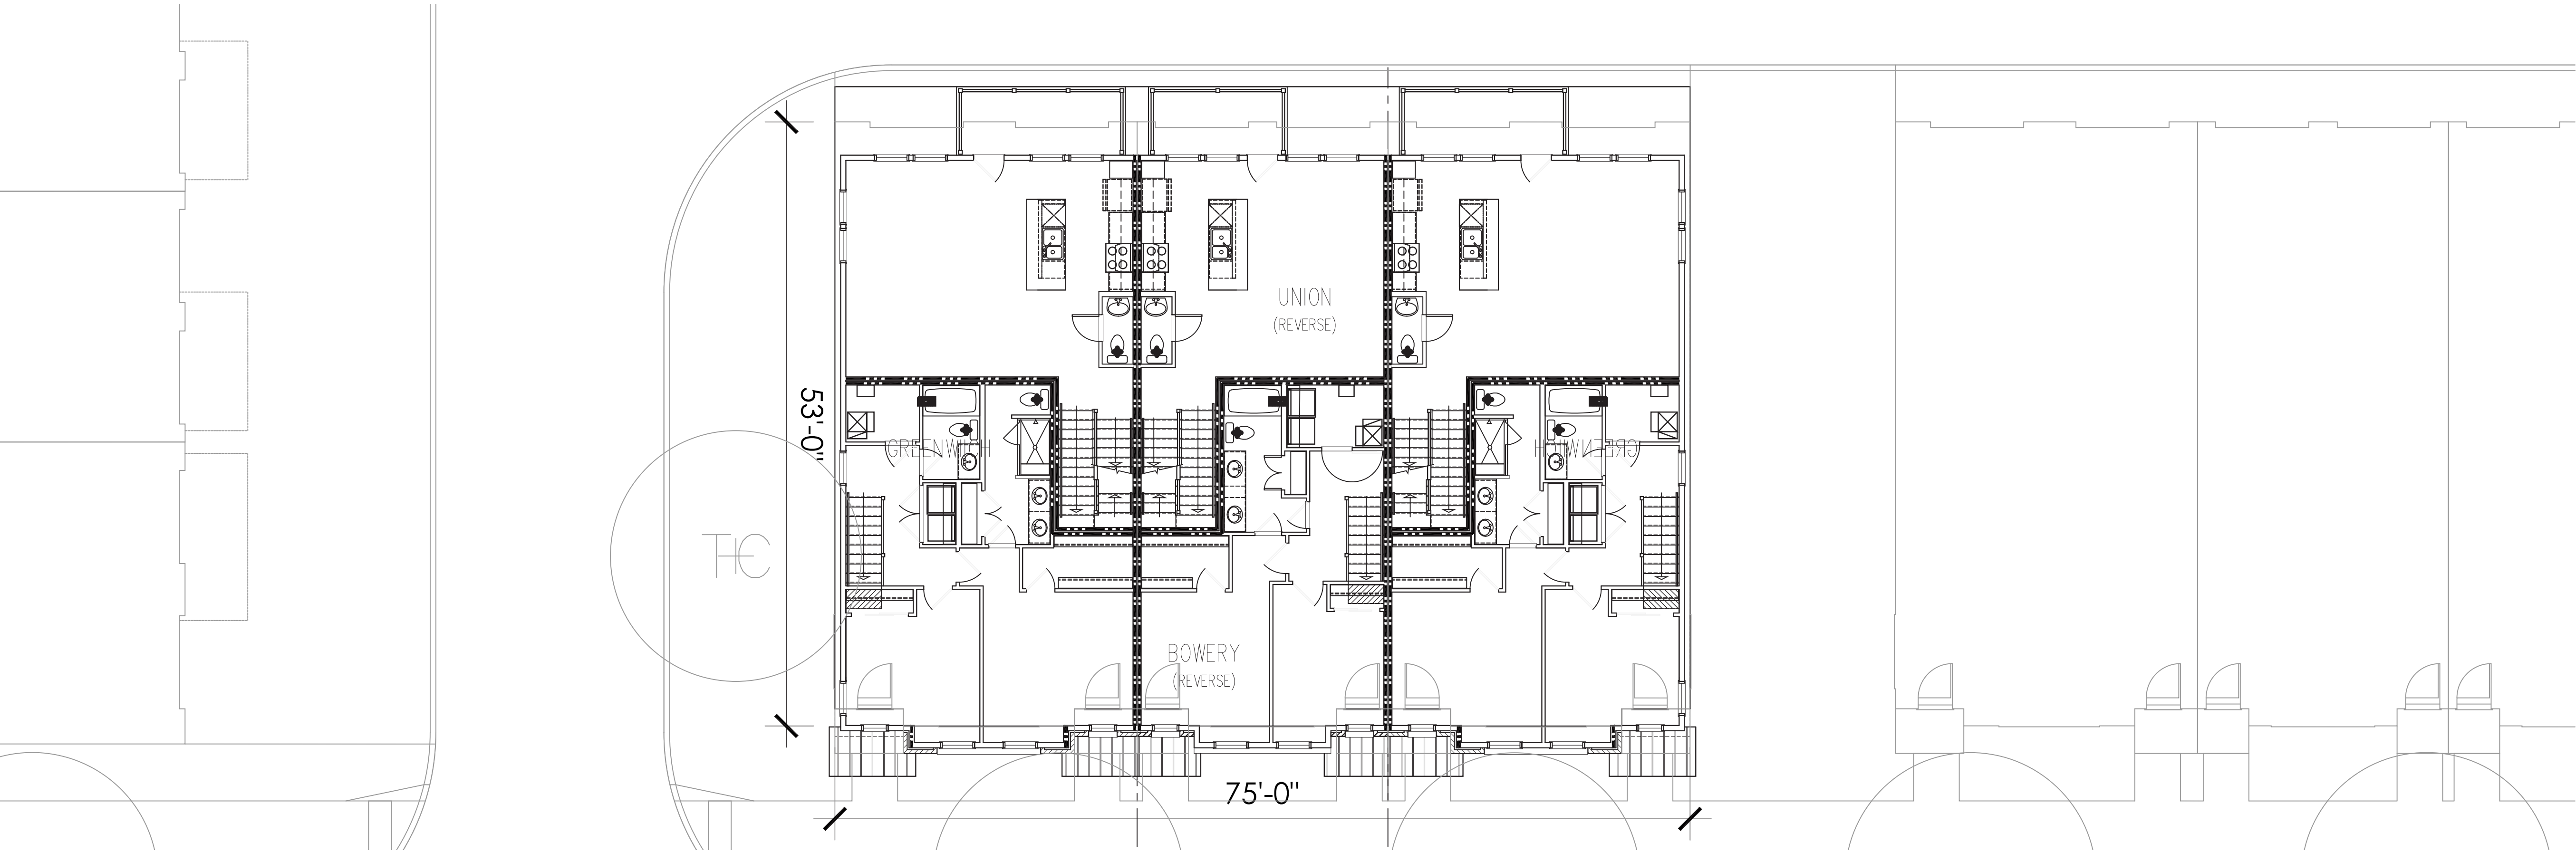 UNION
(REVERSE)
53'-0"
GREENWICH
GREENWICH
THC
BOWERY
(REVERSE)
75'-0"